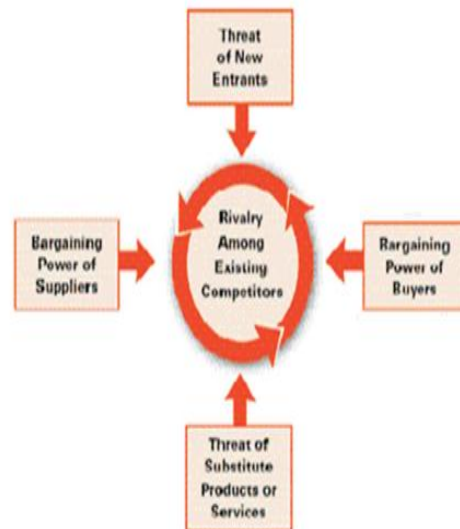 Threat
of New
Entrants
Bargaining
Power of
Suppliers
Rivalry
Among
Existing
Competitors
Bargaining
Power of
Buyers
Threat of
Substitute
Products or
Services